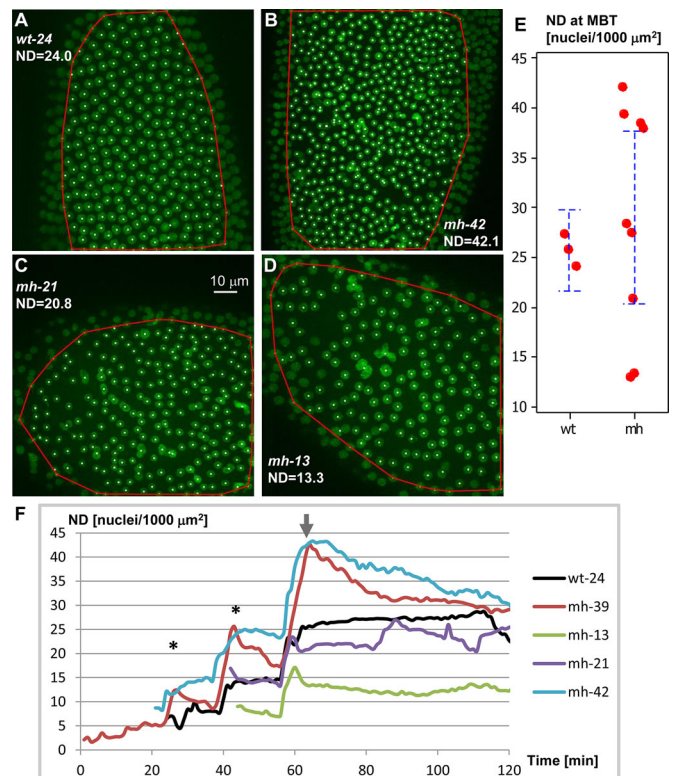 A
wt-24
ND=24.0
B
mh-42
ND=42.1
C
mh-21
ND=20.8
10 μm
D
mh-13
ND=13.3
E
ND at MBT
[nuclei/1000 μm²]
45
40
35
30
25
20
15
10
wt
mh
F
ND [nuclei/1000 μm²]
45
40
35
30
25
20
15
10
5
0
*
*
wt-24
mh-39
mh-13
mh-21
mh-42
0 20 40 60 80 100 120
Time [min]